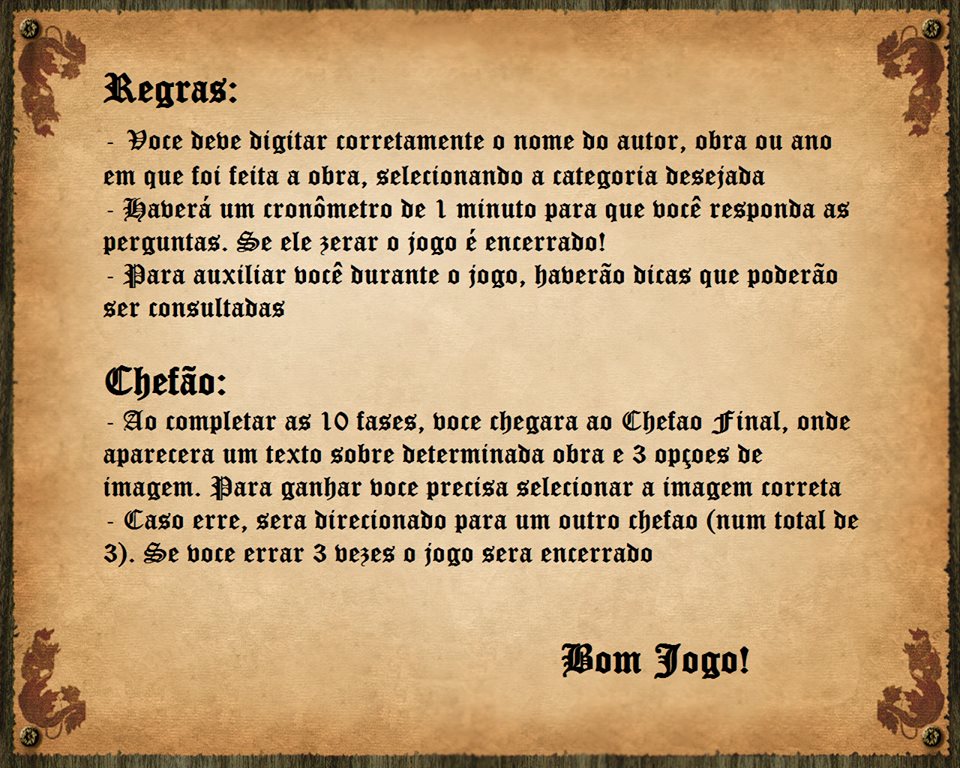 Regras:
- Voce deve digitar corretamente o nome do autor, obra ou ano
em que foi feita a obra, selecionando a categoria desejada
- Haverá um cronômetro de 1 minuto para que você responda as
perguntas. Se ele zerar o jogo é encerrado!
- Para auxiliar você durante o jogo, haverão dicas que poderão
ser consultadas
Chefão:
- Ao completar as 10 fases, voce chegara ao Chefao Final, onde
aparecera um texto sobre determinada obra e 3 opçoes de
imagem. Para ganhar voce precisa selecionar a imagem correta
- Caso erre, sera direcionado para um outro chefao (num total de
3). Se voce errar 3 vezes o jogo sera encerrado
Bom Jogo!